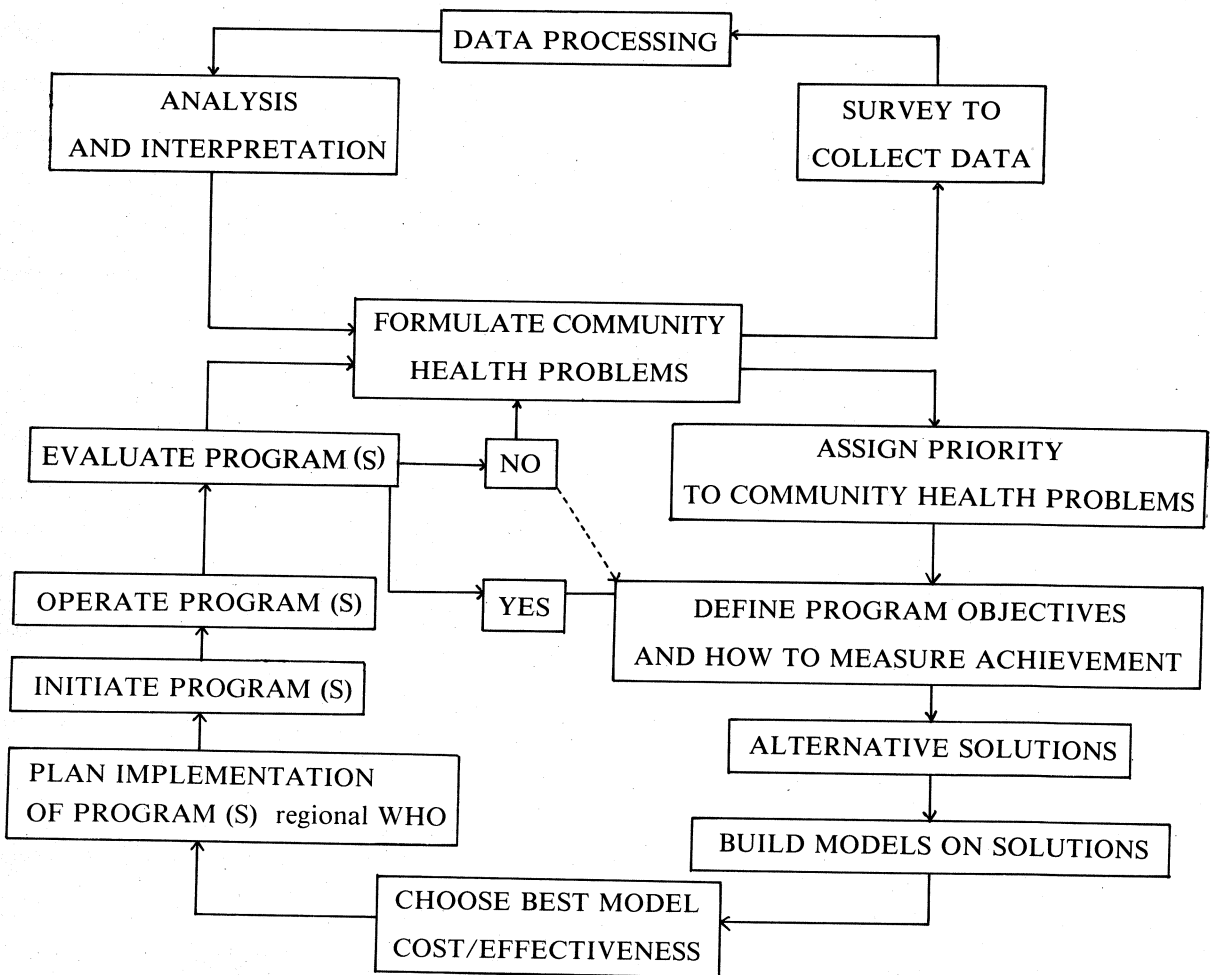 DATA PROCESSING
ANALYSIS
AND INTERPRETATION
SURVEY TO
COLLECT DATA
FORMULATE COMMUNITY
HEALTH PROBLEMS
EVALUATE PROGRAM (S)
NO
ASSIGN PRIORITY
TO COMMUNITY HEALTH PROBLEMS
OPERATE PROGRAM (S)
YES
DEFINE PROGRAM OBJECTIVES
AND HOW TO MEASURE ACHIEVEMENT
INITIATE PROGRAM (S)
ALTERNATIVE SOLUTIONS
PLAN IMPLEMENTATION
OF PROGRAM (S) regional WHO
BUILD MODELS ON SOLUTIONS
CHOOSE BEST MODEL
COST/EFFECTIVENESS